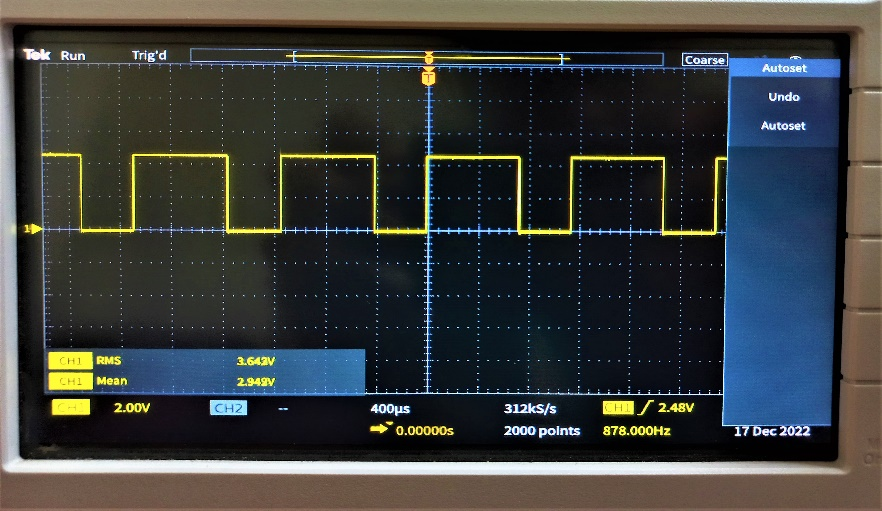 Tek Run Trig'd Coarse
T
T
Autoset
Undo
Autoset
1
CH1 RMS 3.643V
CH1 Mean 2.949V
2.00V CH2 -- 400µs 312kS/s CH1 2.48V
0.00000s 2000 points 878.000Hz 17 Dec 2022